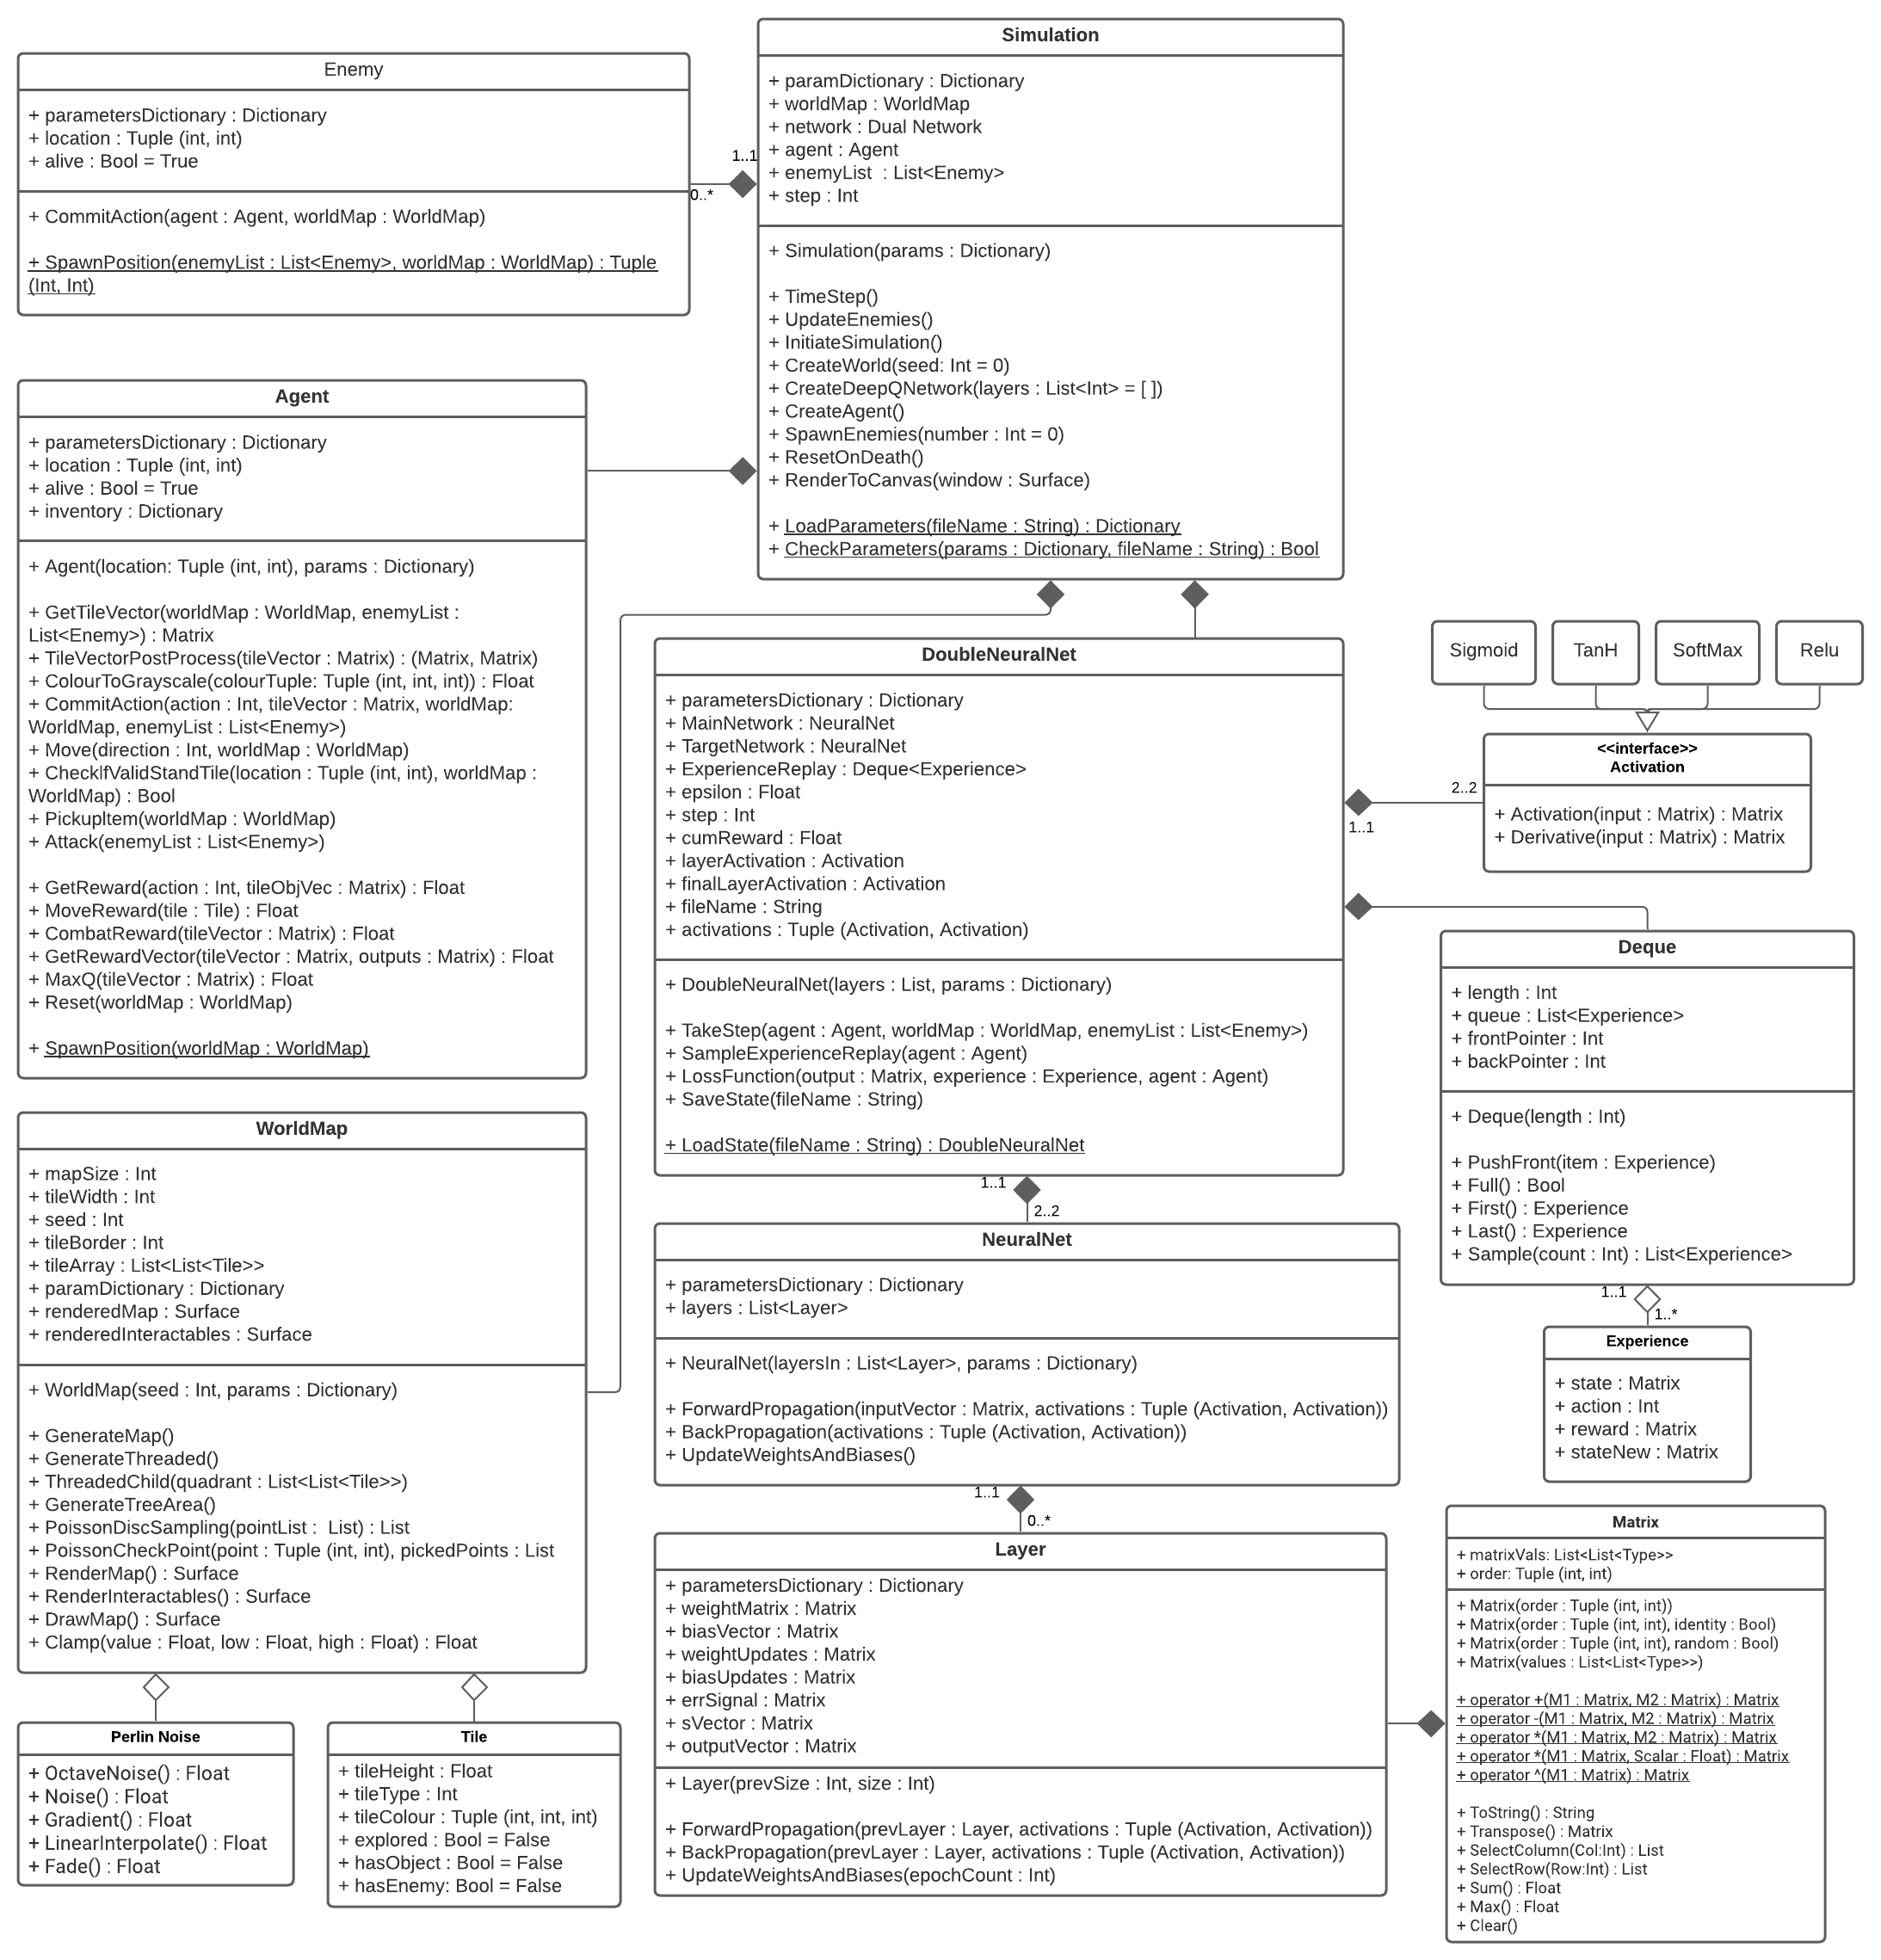 Simulation
+ paramDictionary : Dictionary
+ worldMap : WorldMap
+ network : Dual Network
+ agent : Agent
+ enemyList  : List<Enemy>
+ step : Int
+ Simulation(params : Dictionary)
+ TimeStep()
+ UpdateEnemies()
+ InitiateSimulation()
+ CreateWorld(seed: Int = 0)
+ CreateDeepQNetwork(layers : List<Int> = [ ])
+ CreateAgent()
+ SpawnEnemies(number : Int = 0)
+ ResetOnDeath()
+ RenderToCanvas(window : Surface)
+ LoadParameters(fileName : String) : Dictionary
+ CheckParameters(params : Dictionary, fileName : String) : Bool
Enemy
+ parametersDictionary : Dictionary
+ location : Tuple (int, int)
+ alive : Bool = True
+ CommitAction(agent : Agent, worldMap : WorldMap)
+ SpawnPosition(enemyList : List<Enemy>, worldMap : WorldMap) : Tuple
(Int, Int)
1..1
0..*
Agent
+ parametersDictionary : Dictionary
+ location : Tuple (int, int)
+ alive : Bool = True
+ inventory : Dictionary
+ Agent(location: Tuple (int, int), params : Dictionary)
+ GetTileVector(worldMap : WorldMap, enemyList :
List<Enemy>) : Matrix
+ TileVectorPostProcess(tileVector : Matrix) : (Matrix, Matrix)
+ ColourToGrayscale(colourTuple: Tuple (int, int, int)) : Float
+ CommitAction(action : Int, tileVector : Matrix, worldMap:
WorldMap, enemyList : List<Enemy>)
+ Move(direction : Int, worldMap : WorldMap)
+ CheckIfValidStandTile(location : Tuple (int, int), worldMap :
WorldMap) : Bool
+ PickupItem(worldMap : WorldMap)
+ Attack(enemyList : List<Enemy>)
+ GetReward(action : Int, tileObjVec : Matrix) : Float
+ MoveReward(tile : Tile) : Float
+ CombatReward(tileVector : Matrix) : Float
+ GetRewardVector(tileVector : Matrix, outputs : Matrix) : Float
+ MaxQ(tileVector : Matrix) : Float
+ Reset(worldMap : WorldMap)
+ SpawnPosition(worldMap : WorldMap)
DoubleNeuralNet
+ parametersDictionary : Dictionary
+ MainNetwork : NeuralNet
+ TargetNetwork : NeuralNet
+ ExperienceReplay : Deque<Experience>
+ epsilon : Float
+ step : Int
+ cumReward : Float
+ layerActivation : Activation
+ finalLayerActivation : Activation
+ fileName : String
+ activations : Tuple (Activation, Activation)
+ DoubleNeuralNet(layers : List, params : Dictionary)
+ TakeStep(agent : Agent, worldMap : WorldMap, enemyList : List<Enemy>)
+ SampleExperienceReplay(agent : Agent)
+ LossFunction(output : Matrix, experience : Experience, agent : Agent)
+ SaveState(fileName : String)
+ LoadState(fileName : String) : DoubleNeuralNet
Sigmoid
TanH
SoftMax
Relu
<<interface>>
Activation
+ Activation(input : Matrix) : Matrix
+ Derivative(input : Matrix) : Matrix
2..2
1..1
Deque
+ length : Int
+ queue : List<Experience>
+ frontPointer : Int
+ backPointer : Int
+ Deque(length : Int)
+ PushFront(item : Experience)
+ Full() : Bool
+ First() : Experience
+ Last() : Experience
+ Sample(count : Int) : List<Experience>
1..1
1..*
Experience
+ state : Matrix
+ action : Int
+ reward : Matrix
+ stateNew : Matrix
WorldMap
+ mapSize : Int
+ tileWidth : Int
+ seed : Int
+ tileBorder : Int
+ tileArray : List<List<Tile>>
+ paramDictionary : Dictionary
+ renderedMap : Surface
+ renderedInteractables : Surface
+ WorldMap(seed : Int, params : Dictionary)
+ GenerateMap()
+ GenerateThreaded()
+ ThreadedChild(quadrant : List<List<Tile>>)
+ GenerateTreeArea()
+ PoissonDiscSampling(pointList :  List) : List
+ PoissonCheckPoint(point : Tuple (int, int), pickedPoints : List
+ RenderMap() : Surface
+ RenderInteractables() : Surface
+ DrawMap() : Surface
+ Clamp(value : Float, low : Float, high : Float) : Float
1..1
2..2
NeuralNet
+ parametersDictionary : Dictionary
+ layers : List<Layer>
+ NeuralNet(layersIn : List<Layer>, params : Dictionary)
+ ForwardPropagation(inputVector : Matrix, activations : Tuple (Activation, Activation))
+ BackPropagation(activations : Tuple (Activation, Activation))
+ UpdateWeightsAndBiases()
1..1
0..*
Layer
+ parametersDictionary : Dictionary
+ weightMatrix : Matrix
+ biasVector : Matrix
+ weightUpdates : Matrix
+ biasUpdates : Matrix
+ errSignal : Matrix
+ sVector : Matrix
+ outputVector : Matrix
+ Layer(prevSize : Int, size : Int)
+ ForwardPropagation(prevLayer : Layer, activations : Tuple (Activation, Activation))
+ BackPropagation(prevLayer : Layer, activations : Tuple (Activation, Activation))
+ UpdateWeightsAndBiases(epochCount : Int)
Matrix
+ matrixVals: List<List<Type>>
+ order: Tuple (int, int)
+ Matrix(order : Tuple (int, int))
+ Matrix(order : Tuple (int, int), identity : Bool)
+ Matrix(order : Tuple (int, int), random : Bool)
+ Matrix(values : List<List<Type>>)
+ operator +(M1 : Matrix, M2 : Matrix) : Matrix
+ operator -(M1 : Matrix, M2 : Matrix) : Matrix
+ operator *(M1 : Matrix, M2 : Matrix) : Matrix
+ operator *(M1 : Matrix, Scalar : Float) : Matrix
+ operator ^(M1 : Matrix) : Matrix
+ ToString() : String
+ Transpose() : Matrix
+ SelectColumn(Col:Int) : List
+ SelectRow(Row:Int) : List
+ Sum() : Float
+ Max() : Float
+ Clear()
Perlin Noise
+ OctaveNoise() : Float
+ Noise() : Float
+ Gradient() : Float
+ LinearInterpolate() : Float
+ Fade() : Float
Tile
+ tileHeight : Float
+ tileType : Int
+ tileColour : Tuple (int, int, int)
+ explored : Bool = False
+ hasObject : Bool = False
+ hasEnemy: Bool = False